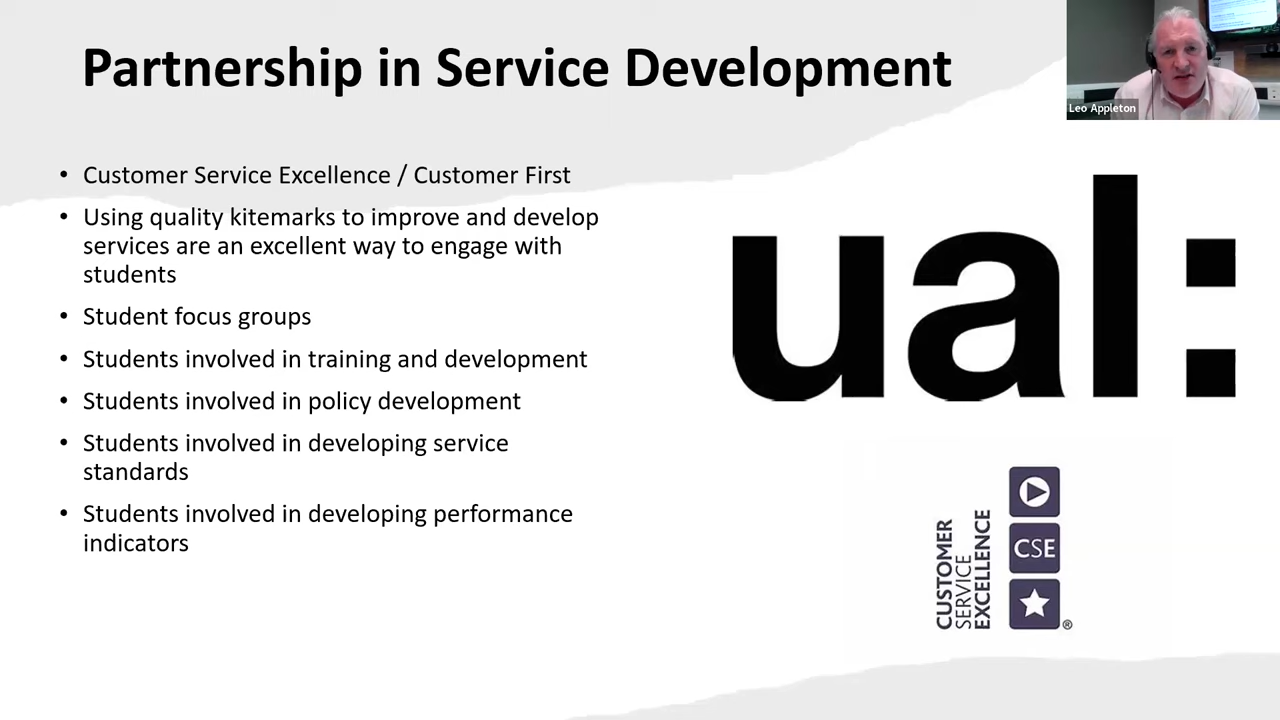 Partnership in Service Development
Leo Appleton
• Customer Service Excellence / Customer First
• Using quality kitemarks to improve and develop
services are an excellent way to engage with
students
• Student focus groups
• Students involved in training and development
• Students involved in policy development
• Students involved in developing service
standards
• Students involved in developing performance
indicators
ual:
CUSTOMER
SERVICE
EXCELLENCE
CSE
®